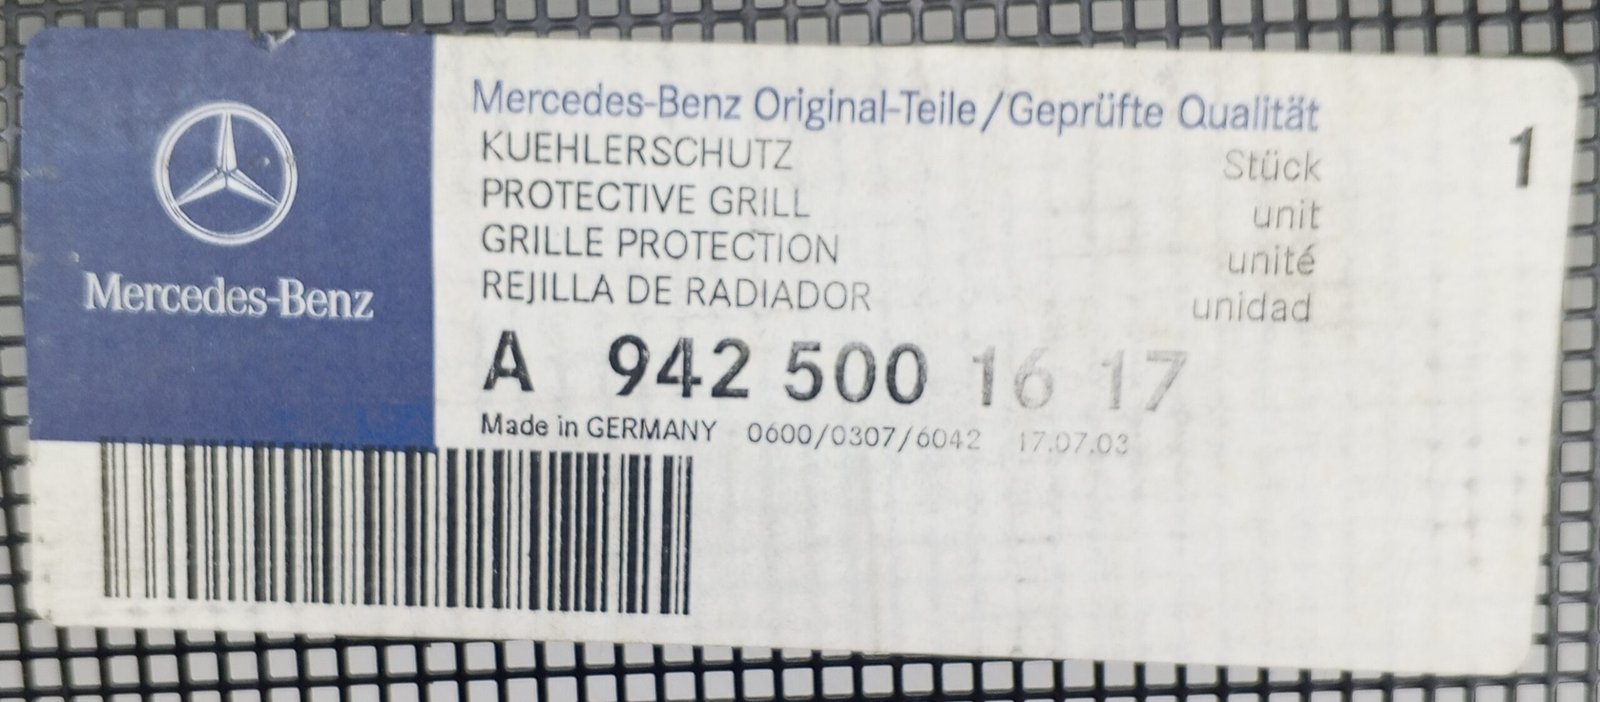 Mercedes-Benz
Mercedes-Benz Original-Teile/Geprüfte Qualität
KUEHLERSCHUTZ Stück 1
PROTECTIVE GRILL unit
GRILLE PROTECTION unité
REJILLA DE RADIADOR unidad
A 942 500 16 17
Made in GERMANY 0600/0307/6042 17.07.03